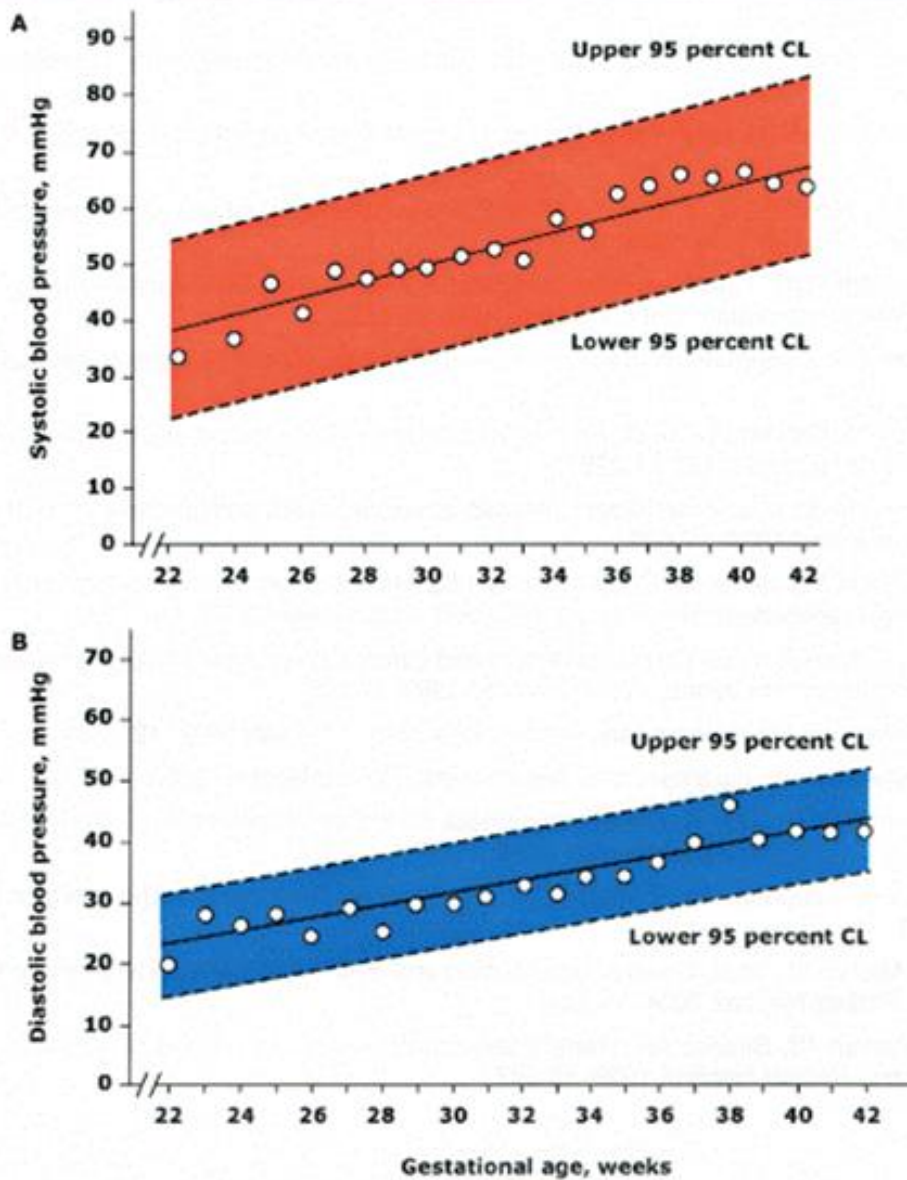 A
Systolic blood pressure, mmHg
90
80
70
60
50
40
30
20
10
0
Upper 95 percent CL
Lower 95 percent CL
22 24 26 28 30 32 34 36 38 40 42
B
Diastolic blood pressure, mmHg
70
60
50
40
30
20
10
0
Upper 95 percent CL
Lower 95 percent CL
22 24 26 28 30 32 34 36 38 40 42
Gestational age, weeks